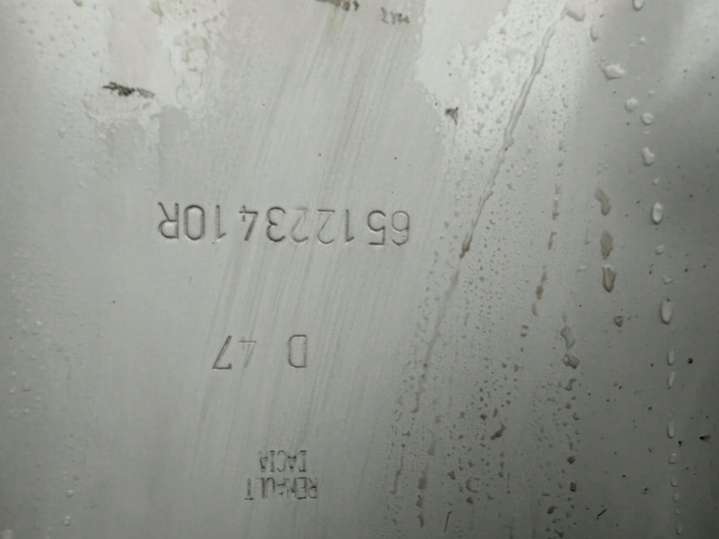 RENAULT
DACIA
D 47
651223410R